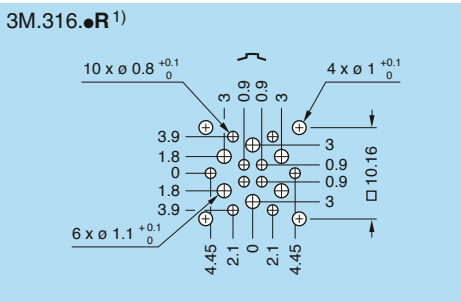 3M.316.●R 1)
10 x ø 0.8 +0.1 0
4 x ø 1 +0.1 0
3 0.9 0.9 3
3.9
1.8
0
1.8
3.9
3
0.9
0.9
3
□ 10.16
6 x ø 1.1 +0.1 0
4.45 2.1 0 2.1 4.45